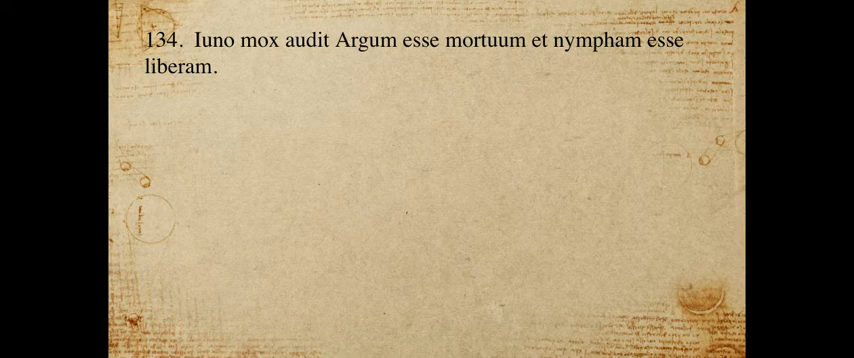 134. Iuno mox audit Argum esse mortuum et nympham esse
liberam.